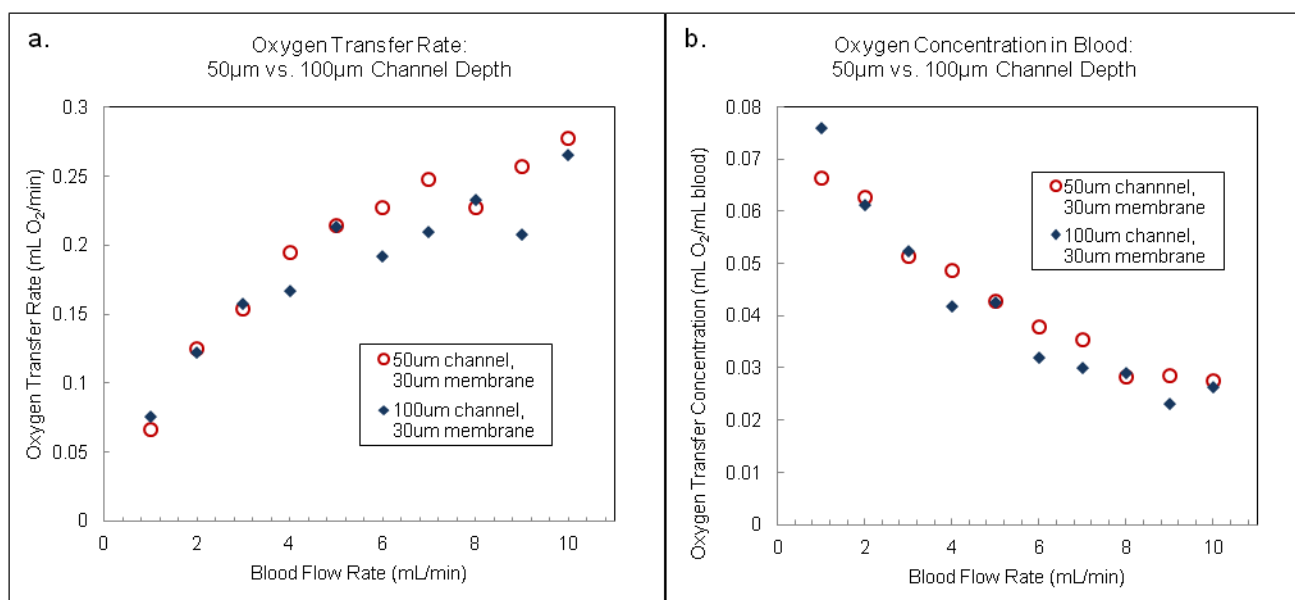 a.
Oxygen Transfer Rate:
50µm vs. 100µm Channel Depth
Oxygen Transfer Rate (mL O₂/min)
0.3
0.25
0.2
0.15
0.1
0.05
0
0 2 4 6 8 10
Blood Flow Rate (mL/min)
50um channel,
30um membrane
100um channel,
30um membrane
b.
Oxygen Concentration in Blood:
50µm vs. 100µm Channel Depth
Oxygen Transfer Concentration (mL O₂/mL blood)
0.08
0.07
0.06
0.05
0.04
0.03
0.02
0.01
0
0 2 4 6 8 10
Blood Flow Rate (mL/min)
50um channnel,
30um membrane
100um channel,
30um membrane